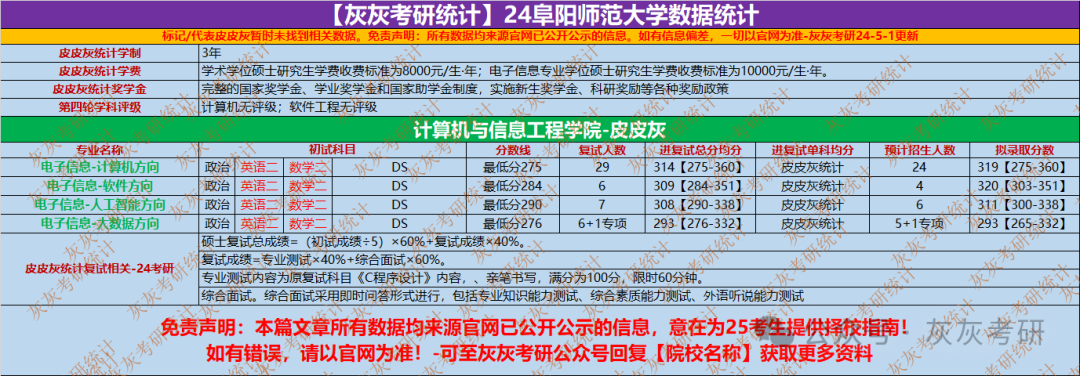 【灰灰考研统计】24阜阳师范大学数据统计
标记/代表皮皮灰暂时未找到相关数据。免责声明：所有数据均来源官网已公开公示的信息。如有信息偏差，一切以官网为准-灰灰考研24-5-1更新
皮皮灰统计学制 3年
皮皮灰统计学费 学术学位硕士研究生学费收费标准为8000元/生·年；电子信息专业学位硕士研究生学费收费标准为10000元/生·年。
皮皮灰统计奖学金 完整的国家奖学金、学业奖学金和国家助学金制度，实施新生奖学金、科研奖励等各种奖励政策
第四轮学科评级 计算机无评级；软件工程无评级
计算机与信息工程学院-皮皮灰
专业名称 初试科目 分数线 复试人数 进复试总分均分 进复试单科均分 预计招生人数 拟录取分数
电子信息-计算机方向 政治 英语二 数学二 DS 最低分275 29 314【275-360】 皮皮灰统计 24 319【275-360】
电子信息-软件方向 政治 英语二 数学二 DS 最低分284 6 309【284-351】 皮皮灰统计 4 320【303-351】
电子信息-人工智能方向 政治 英语二 数学二 DS 最低分290 7 308【290-338】 皮皮灰统计 6 311【300-338】
电子信息-大数据方向 政治 英语二 数学二 DS 最低分276 6+1专项 293【276-332】 皮皮灰统计 5+1专项 293【265-332】
皮皮灰统计复试相关-24考研
硕士复试总成绩=（初试成绩÷5）×60%+复试成绩×40%。
复试成绩=专业测试×40%+综合面试×60%。
专业测试内容为原复试科目《C程序设计》内容，、亲笔书写，满分为100分，限时60分钟。
综合面试。综合面试采用即时问答形式进行，包括专业知识能力测试、综合素质能力测试、外语听说能力测试
免责声明：本篇文章所有数据均来源官网已公开公示的信息，意在为25考生提供择校指南！
如有错误，请以官网为准！-可至灰灰考研公众号回复【院校名称】获取更多资料
公众号·灰灰考研
灰灰考研统计